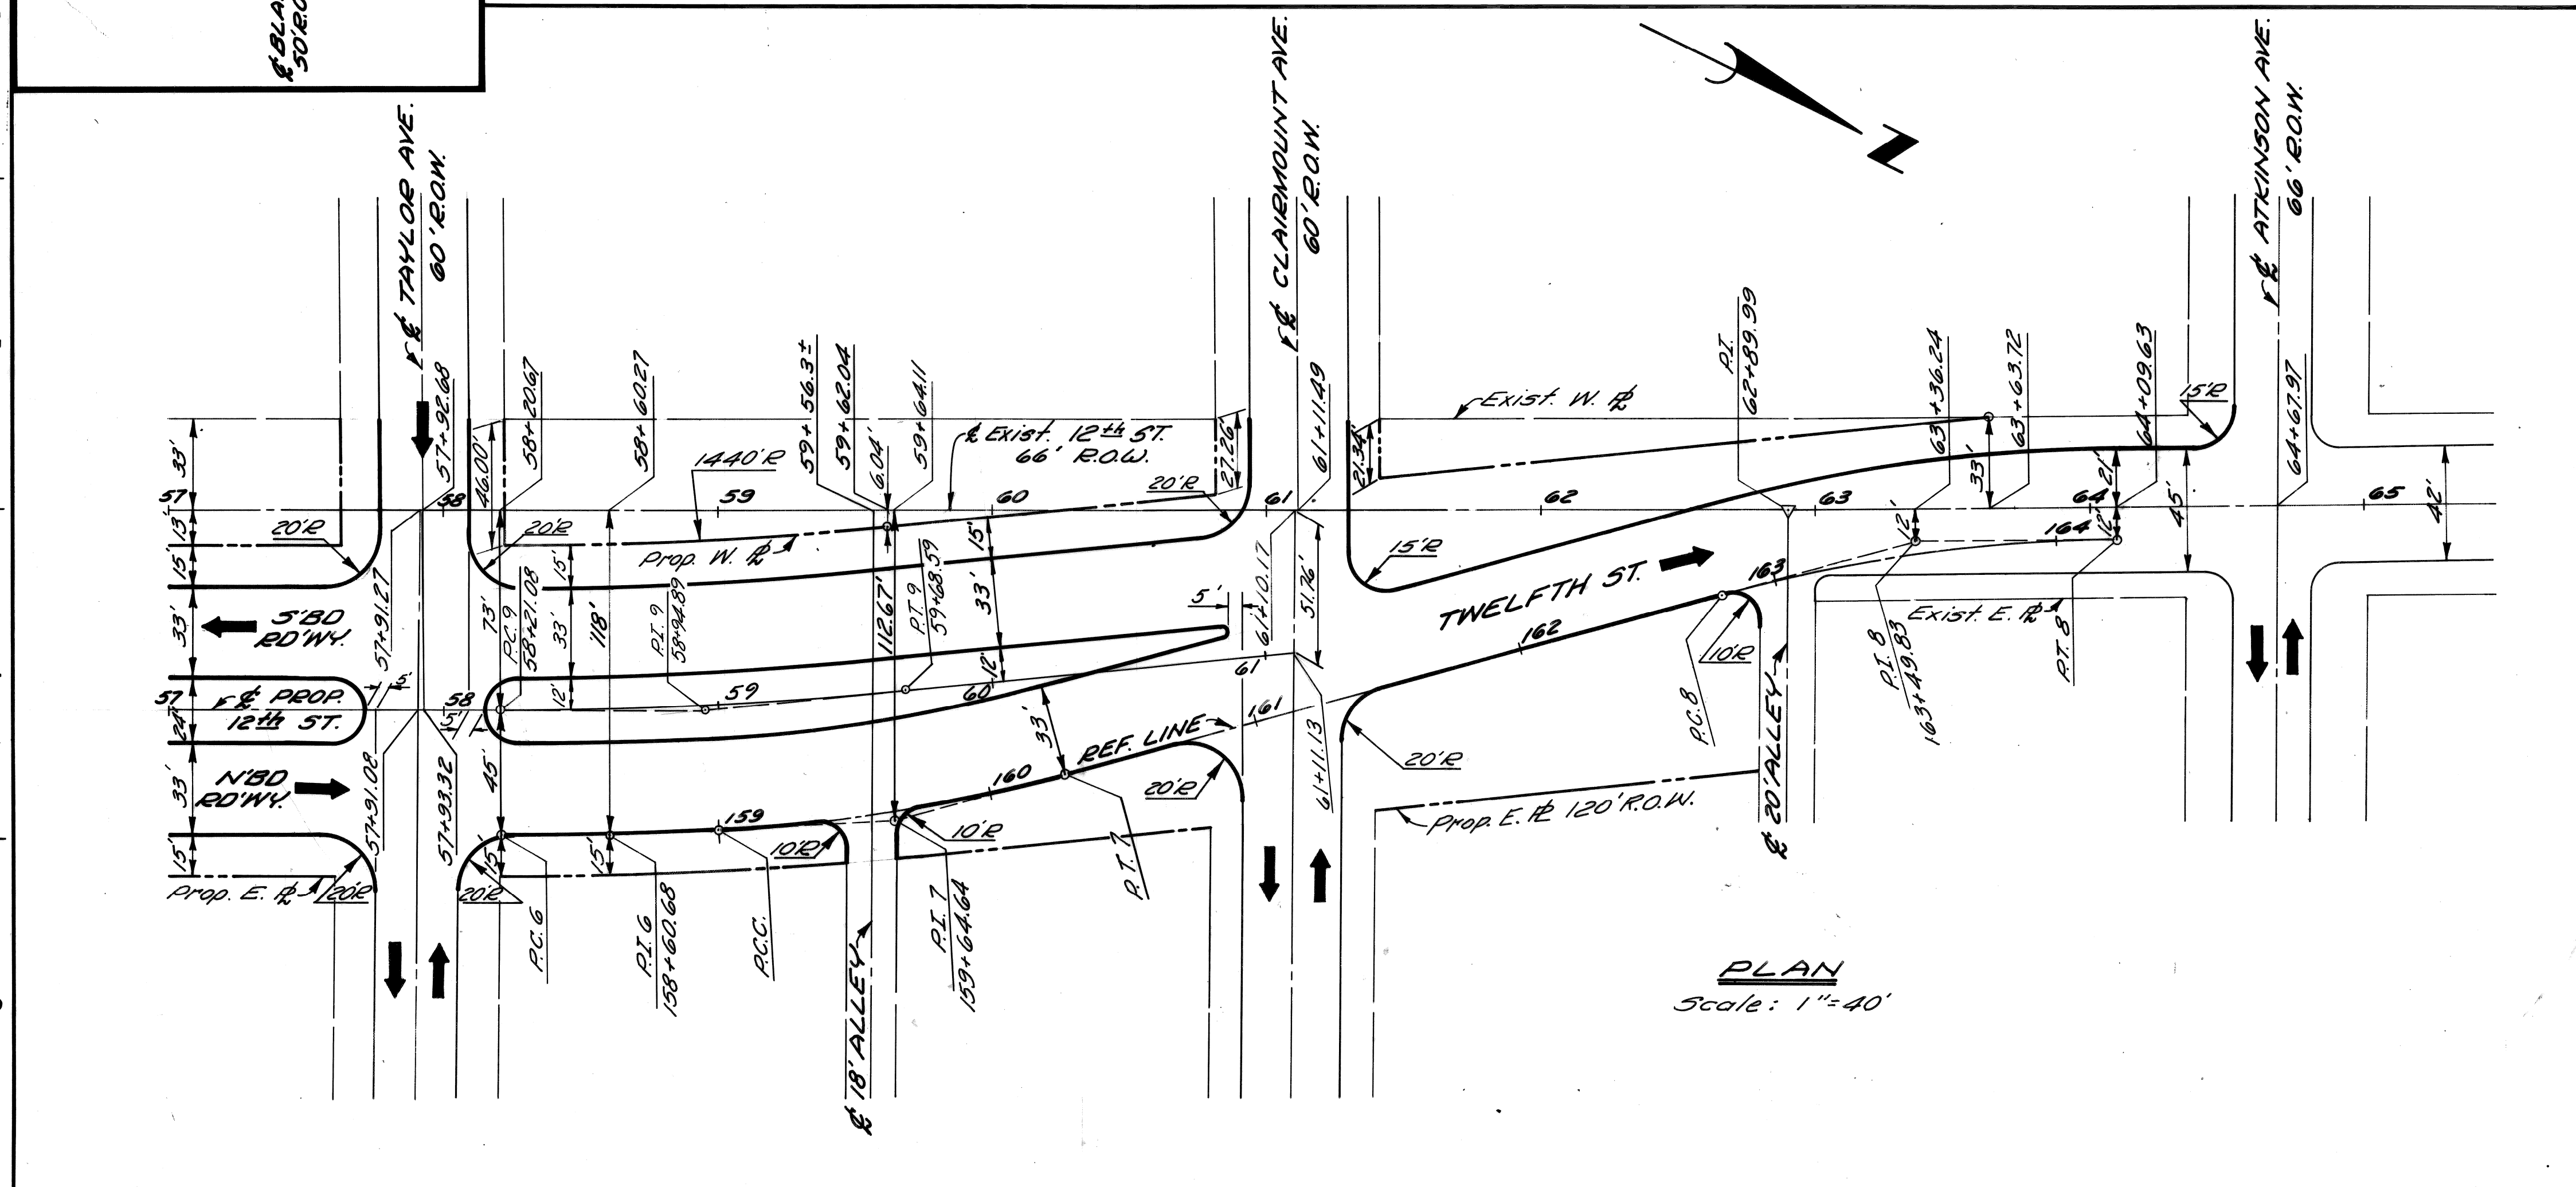 ℄ BLA
50'R.O
℄ TAYLOR AVE.
60' R.O.W.
℄ CLAIRMOUNT AVE.
60' R.O.W.
℄ ATKINSON AVE.
66' R.O.W.
N
57+92.68
46.00'
58+20.67
58+60.27
59+56.3±
59+62.04
6.04'
59+64.11
℄ Exist. 12th ST.
66' R.O.W.
27.26'
61+11.49
21.34'
Exist. W. ℄
P.I.
62+89.99
63+36.24
63+63.72
64+09.63
15'R
64+67.97
33'
13'
15'
33'
24'
33'
15'
57
58
59
60
61
62
63
64
65
20'R
20'R
1440'R
Prop. W. ℄
20'R
15'R
33'
12'
21'
12'
45'
42'
164
S'BD
RD'WY.
57+91.27
5'
73'
P.C. 9
58+21.08
15'
33'
12'
118'
P.I. 9
58+94.89
112.67'
P.T. 9
59+68.59
15'
33'
12'
5'
61+10.17
51.76'
TWELFTH ST.
163
162
10'R
P.I. 8
163+49.83
Exist. E. ℄
P.T. 8
57
℄ PROP.
12th ST.
58
5'
59
60
61
161
REF. LINE
33'
160
P.C. 8
℄ 20' ALLEY
20'R
N'BD
RD'WY.
57+91.08
57+93.32
45'
15'
15'
159
10'R
10'R
20'R
61+11.13
Prop. E. ℄ 120' R.O.W.
Prop. E. ℄
20'R
20'R
P.C. 6
P.I. 6
158+60.68
P.C.C.
℄ 18' ALLEY
P.I. 7
159+64.64
P.T. 7
PLAN
Scale: 1"=40'